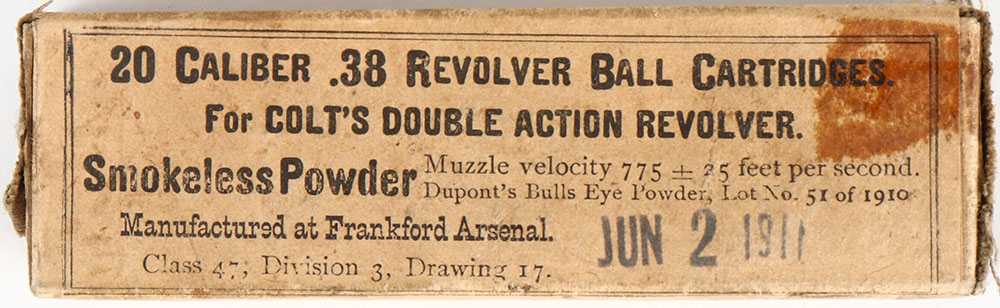 20 CALIBER .38 REVOLVER BALL CARTRIDGES.
For COLT'S DOUBLE ACTION REVOLVER.
Smokeless Powder Muzzle velocity 775 ± 25 feet per second.
Dupont's Bulls Eye Powder, Lot No. 51 of 1910
Manufactured at Frankford Arsenal.
JUN 2 1911
Class 47, Division 3, Drawing 17.